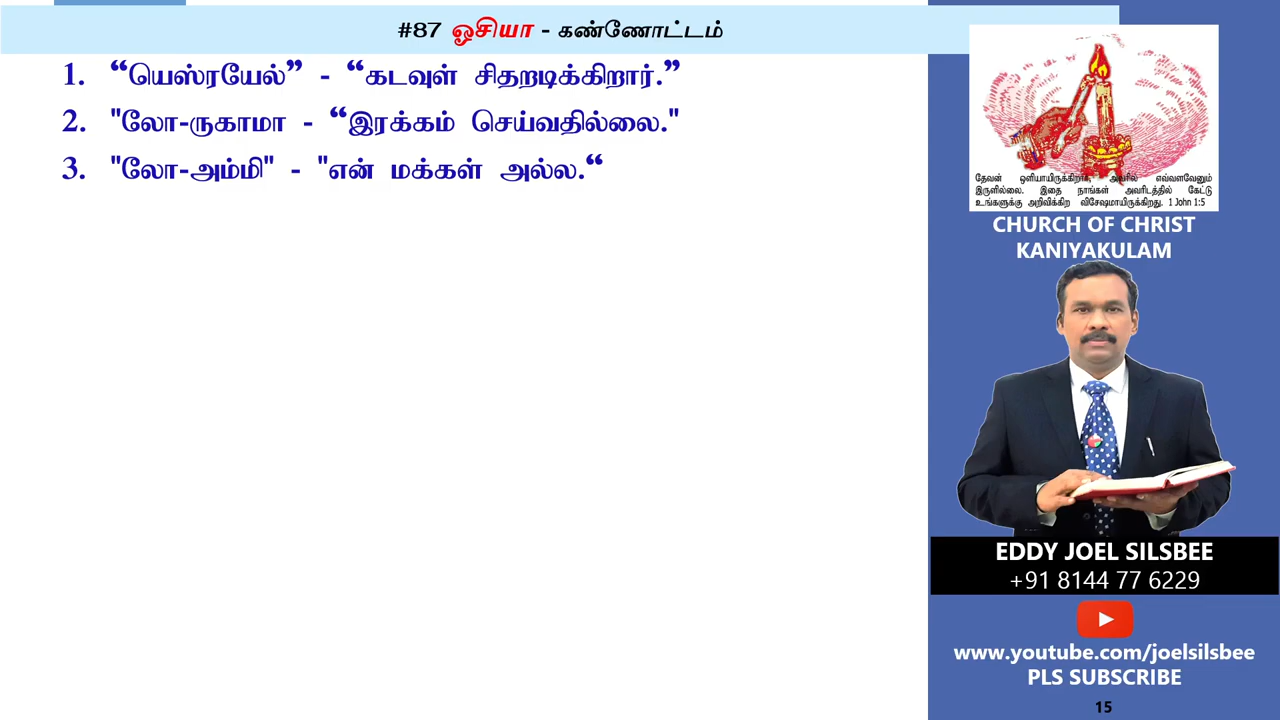 #87 ஓசியா - கண்ணோட்டம்
1. “யெஸ்ரயேல்” - “கடவுள் சிதறடிக்கிறார்.”
2. "லோ-ருகாமா - “இரக்கம் செய்வதில்லை."
3. "லோ-அம்மி" - "என் மக்கள் அல்ல.“
தேவன் ஒளியாயிருக்கிறார், அவரில் எவ்வளவேனும்
இருளில்லை. இதை நாங்கள் அவரிடத்தில் கேட்டு
உங்களுக்கு அறிவிக்கிற விசேஷமாயிருக்கிறது. 1 John 1:5
CHURCH OF CHRIST
KANIYAKULAM
EDDY JOEL SILSBEE
+91 8144 77 6229
www.youtube.com/joelsilsbee
PLS SUBSCRIBE
15